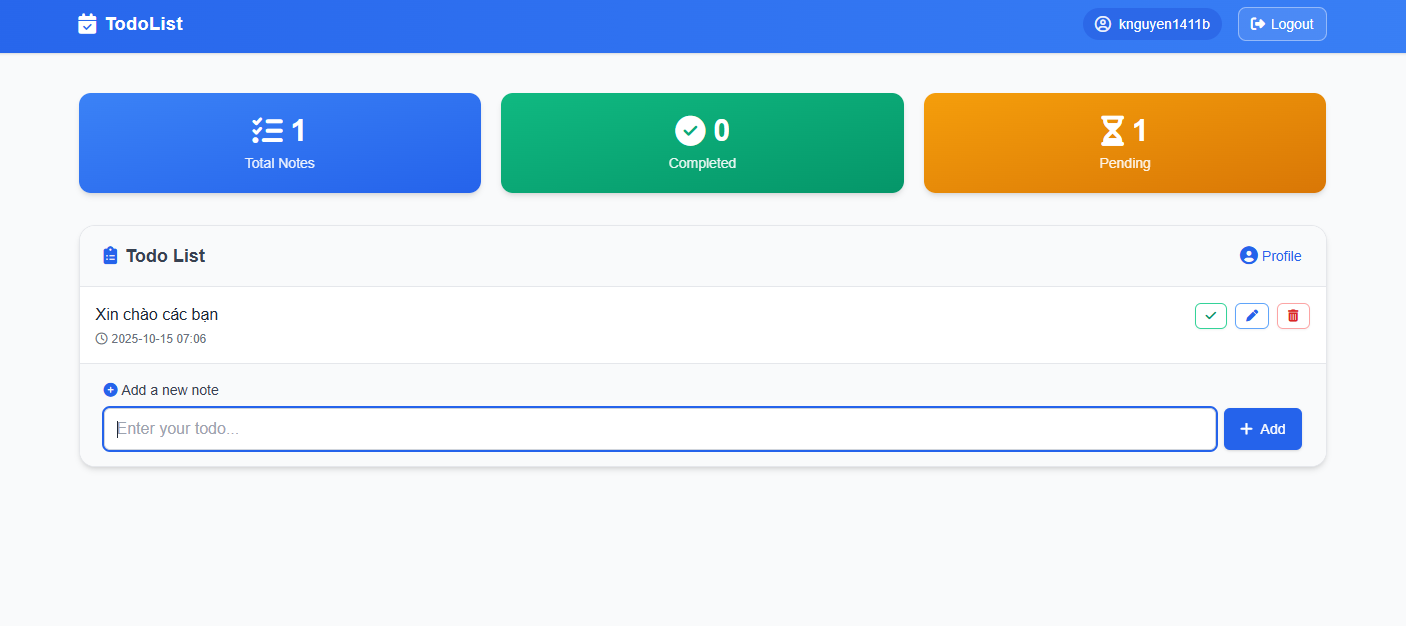 TodoList
knguyen1411b
Logout
1
Total Notes
0
Completed
1
Pending
Todo List
Profile
Xin chào các bạn
2025-10-15 07:06
Add a new note
Enter your todo...
Add